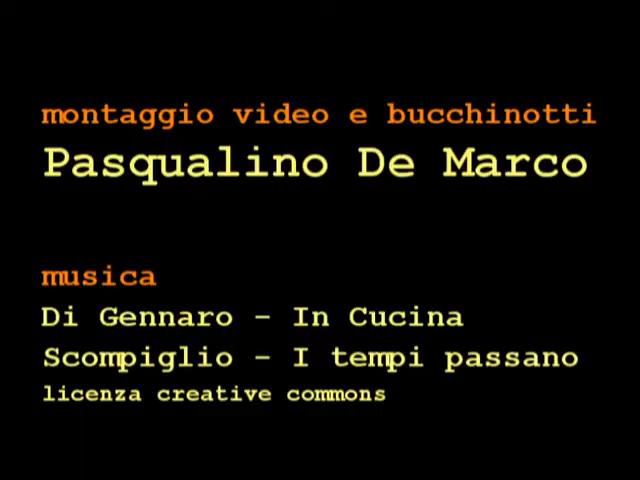 montaggio video e bucchinotti
Pasqualino De Marco
musica
Di Gennaro - In Cucina
Scompiglio - I tempi passano
licenza creative commons